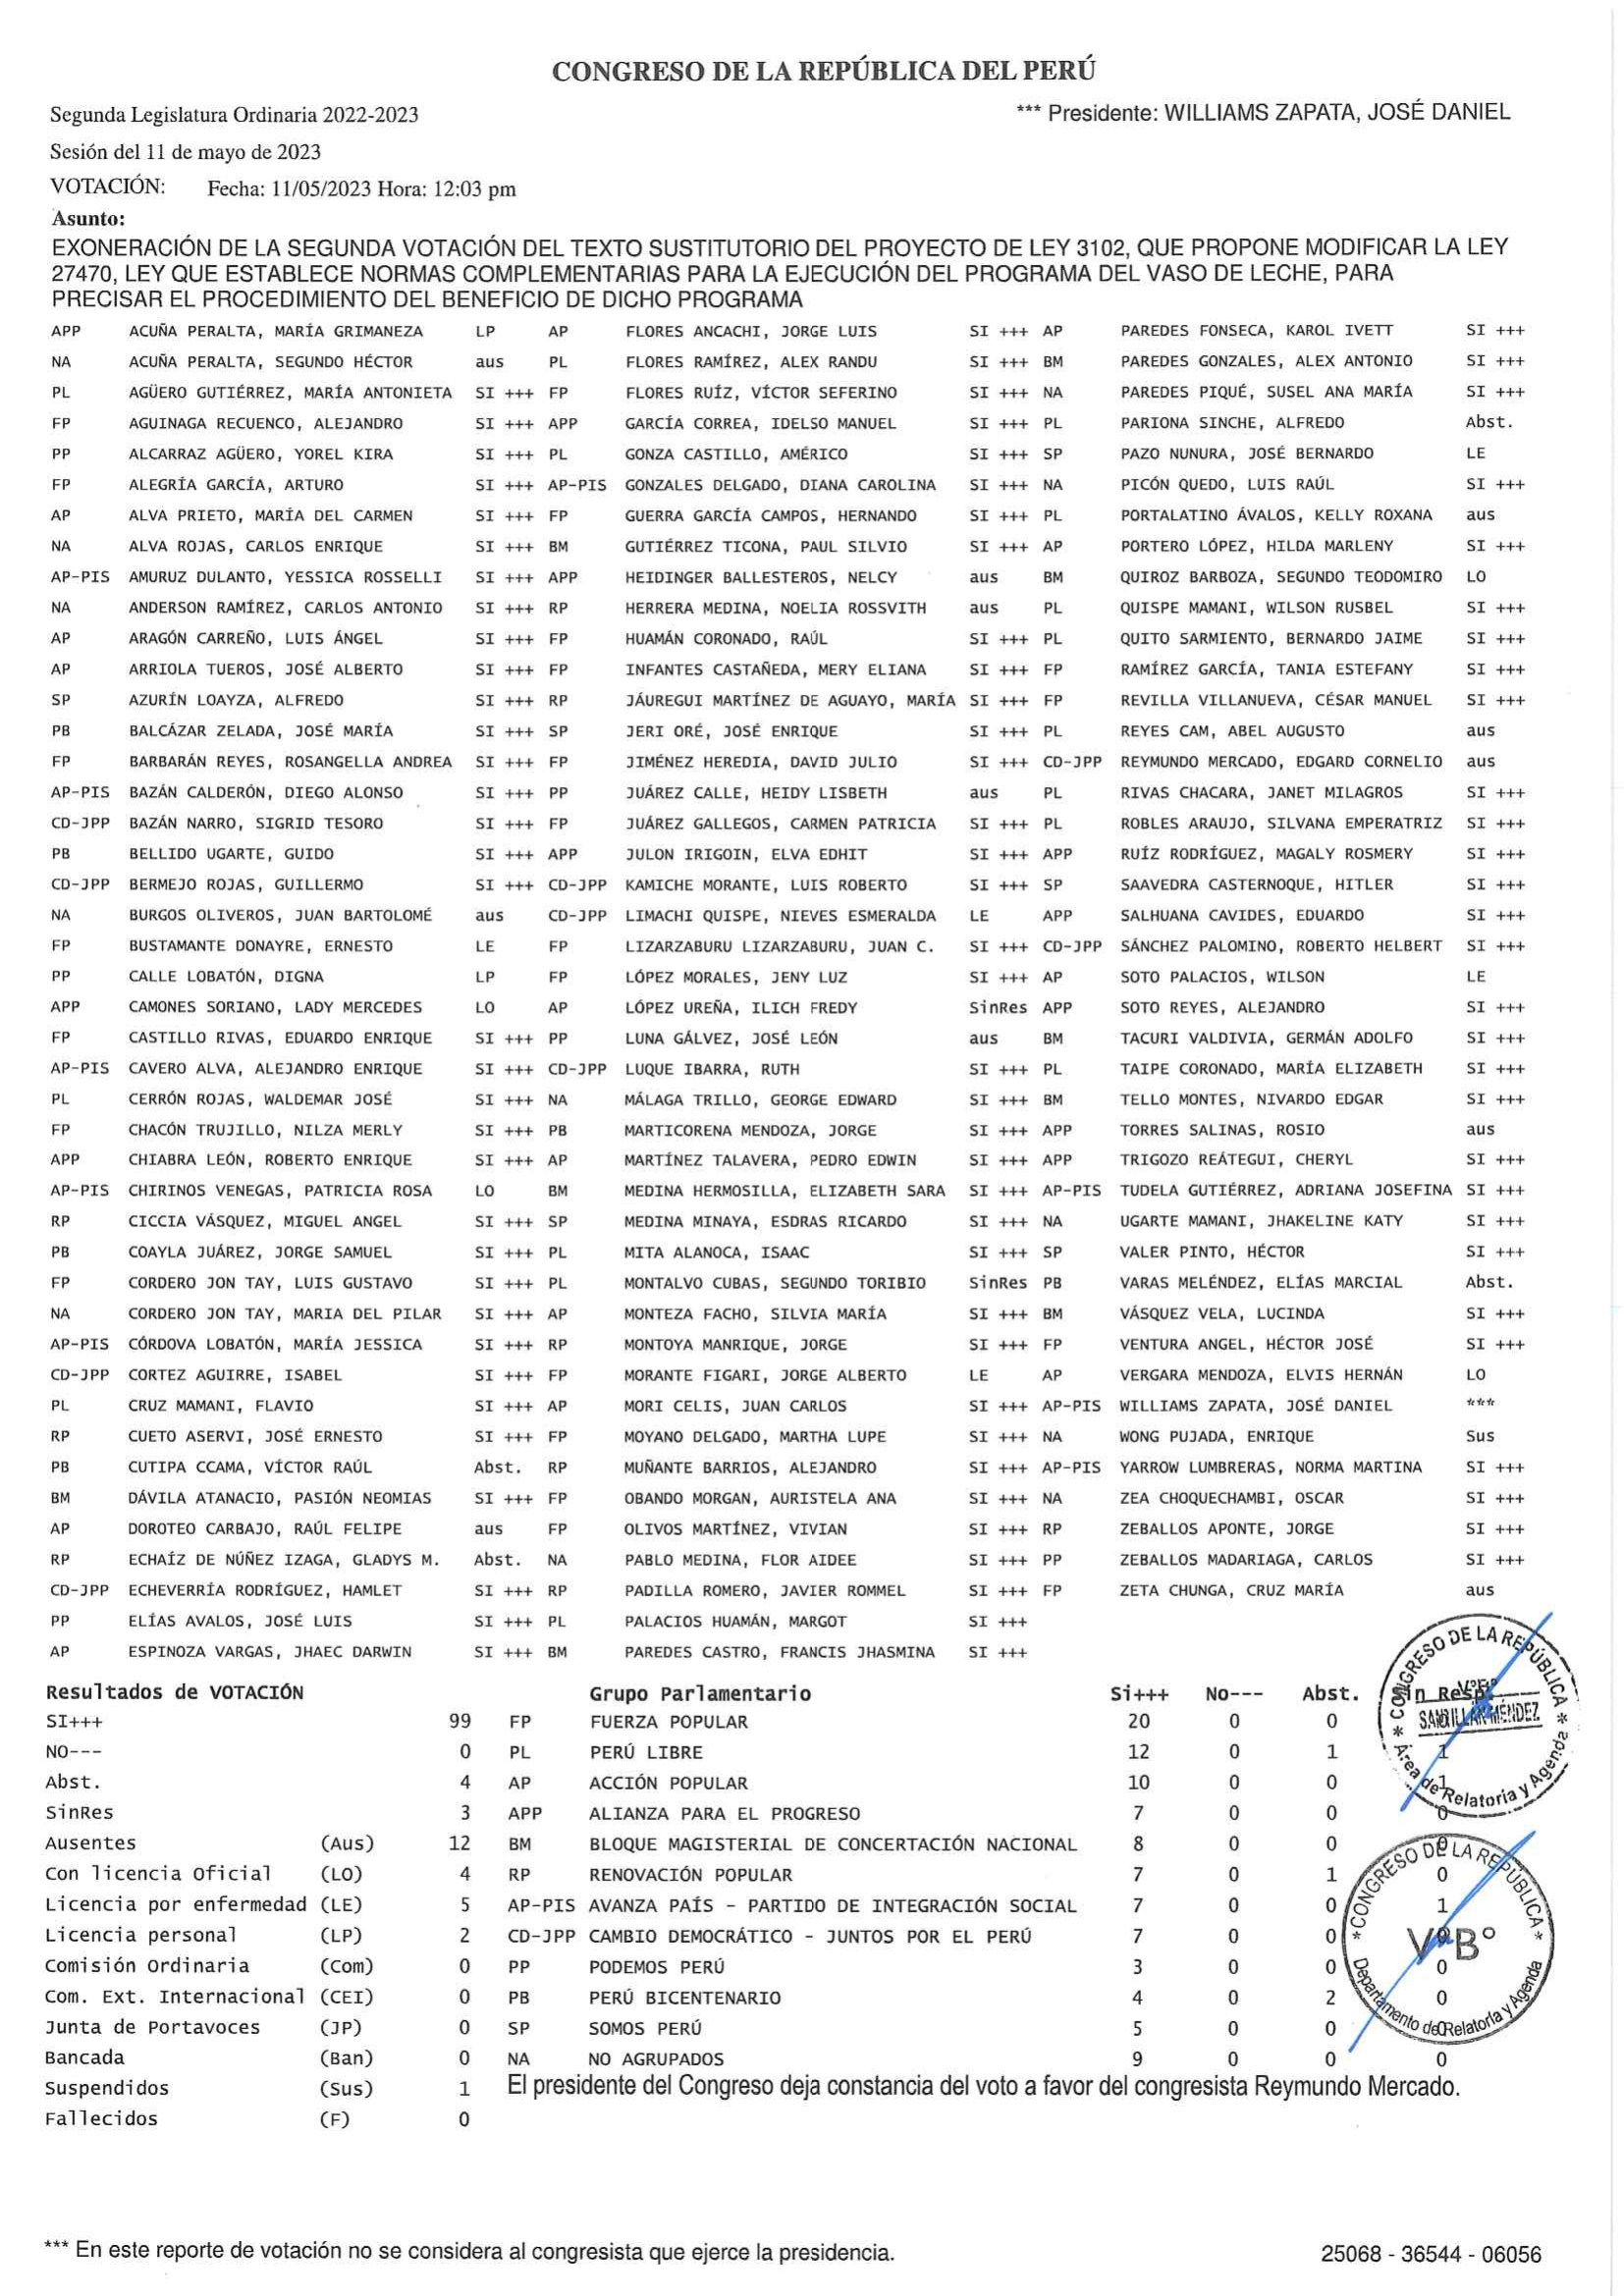 CONGRESO DE LA REPÚBLICA DEL PERÚ
Segunda Legislatura Ordinaria 2022-2023 *** Presidente: WILLIAMS ZAPATA, JOSÉ DANIEL
Sesión del 11 de mayo de 2023
VOTACIÓN: Fecha: 11/05/2023 Hora: 12:03 pm
Asunto:
EXONERACIÓN DE LA SEGUNDA VOTACIÓN DEL TEXTO SUSTITUTORIO DEL PROYECTO DE LEY 3102, QUE PROPONE MODIFICAR LA LEY
27470, LEY QUE ESTABLECE NORMAS COMPLEMENTARIAS PARA LA EJECUCIÓN DEL PROGRAMA DEL VASO DE LECHE, PARA
PRECISAR EL PROCEDIMIENTO DEL BENEFICIO DE DICHO PROGRAMA
APP ACUÑA PERALTA, MARÍA GRIMANEZA LP AP FLORES ANCACHI, JORGE LUIS SI +++ AP PAREDES FONSECA, KAROL IVETT SI +++
NA ACUÑA PERALTA, SEGUNDO HÉCTOR aus PL FLORES RAMÍREZ, ALEX RANDU SI +++ BM PAREDES GONZALES, ALEX ANTONIO SI +++
PL AGÜERO GUTIÉRREZ, MARÍA ANTONIETA SI +++ FP FLORES RUÍZ, VÍCTOR SEFERINO SI +++ NA PAREDES PIQUÉ, SUSEL ANA MARÍA SI +++
FP AGUINAGA RECUENCO, ALEJANDRO SI +++ APP GARCÍA CORREA, IDELSO MANUEL SI +++ PL PARIONA SINCHE, ALFREDO Abst.
PP ALCARRAZ AGÜERO, YOREL KIRA SI +++ PL GONZA CASTILLO, AMÉRICO SI +++ SP PAZO NUNURA, JOSÉ BERNARDO LE
FP ALEGRÍA GARCÍA, ARTURO SI +++ AP-PIS GONZALES DELGADO, DIANA CAROLINA SI +++ NA PICÓN QUEDO, LUIS RAÚL SI +++
AP ALVA PRIETO, MARÍA DEL CARMEN SI +++ FP GUERRA GARCÍA CAMPOS, HERNANDO SI +++ PL PORTALATINO ÁVALOS, KELLY ROXANA aus
NA ALVA ROJAS, CARLOS ENRIQUE SI +++ BM GUTIÉRREZ TICONA, PAUL SILVIO SI +++ AP PORTERO LÓPEZ, HILDA MARLENY SI +++
AP-PIS AMURUZ DULANTO, YESSICA ROSSELLI SI +++ APP HEIDINGER BALLESTEROS, NELCY aus BM QUIROZ BARBOZA, SEGUNDO TEODOMIRO LO
NA ANDERSON RAMÍREZ, CARLOS ANTONIO SI +++ RP HERRERA MEDINA, NOELIA ROSSVITH aus PL QUISPE MAMANI, WILSON RUSBEL SI +++
AP ARAGÓN CARREÑO, LUIS ÁNGEL SI +++ FP HUAMÁN CORONADO, RAÚL SI +++ PL QUITO SARMIENTO, BERNARDO JAIME SI +++
AP ARRIOLA TUEROS, JOSÉ ALBERTO SI +++ FP INFANTES CASTAÑEDA, MERY ELIANA SI +++ FP RAMÍREZ GARCÍA, TANIA ESTEFANY SI +++
SP AZURÍN LOAYZA, ALFREDO SI +++ RP JÁUREGUI MARTÍNEZ DE AGUAYO, MARÍA SI +++ FP REVILLA VILLANUEVA, CÉSAR MANUEL SI +++
PB BALCÁZAR ZELADA, JOSÉ MARÍA SI +++ SP JERI ORÉ, JOSÉ ENRIQUE SI +++ PL REYES CAM, ABEL AUGUSTO aus
FP BARBARÁN REYES, ROSANGELLA ANDREA SI +++ FP JIMÉNEZ HEREDIA, DAVID JULIO SI +++ CD-JPP REYMUNDO MERCADO, EDGARD CORNELIO aus
AP-PIS BAZÁN CALDERÓN, DIEGO ALONSO SI +++ PP JUÁREZ CALLE, HEIDY LISBETH aus PL RIVAS CHACARA, JANET MILAGROS SI +++
CD-JPP BAZÁN NARRO, SIGRID TESORO SI +++ FP JUÁREZ GALLEGOS, CARMEN PATRICIA SI +++ PL ROBLES ARAUJO, SILVANA EMPERATRIZ SI +++
PB BELLIDO UGARTE, GUIDO SI +++ APP JULON IRIGOIN, ELVA EDHIT SI +++ APP RUÍZ RODRÍGUEZ, MAGALY ROSMERY SI +++
CD-JPP BERMEJO ROJAS, GUILLERMO SI +++ CD-JPP KAMICHE MORANTE, LUIS ROBERTO SI +++ SP SAAVEDRA CASTERNOQUE, HITLER SI +++
NA BURGOS OLIVEROS, JUAN BARTOLOMÉ aus CD-JPP LIMACHI QUISPE, NIEVES ESMERALDA LE APP SALHUANA CAVIDES, EDUARDO SI +++
FP BUSTAMANTE DONAYRE, ERNESTO LE FP LIZARZABURU LIZARZABURU, JUAN C. SI +++ CD-JPP SÁNCHEZ PALOMINO, ROBERTO HELBERT SI +++
PP CALLE LOBATÓN, DIGNA LP FP LÓPEZ MORALES, JENY LUZ SI +++ AP SOTO PALACIOS, WILSON LE
APP CAMONES SORIANO, LADY MERCEDES LO AP LÓPEZ UREÑA, ILICH FREDY SinRes APP SOTO REYES, ALEJANDRO SI +++
FP CASTILLO RIVAS, EDUARDO ENRIQUE SI +++ PP LUNA GÁLVEZ, JOSÉ LEÓN aus BM TACURI VALDIVIA, GERMÁN ADOLFO SI +++
AP-PIS CAVERO ALVA, ALEJANDRO ENRIQUE SI +++ CD-JPP LUQUE IBARRA, RUTH SI +++ PL TAIPE CORONADO, MARÍA ELIZABETH SI +++
PL CERRÓN ROJAS, WALDEMAR JOSÉ SI +++ NA MÁLAGA TRILLO, GEORGE EDWARD SI +++ BM TELLO MONTES, NIVARDO EDGAR SI +++
FP CHACÓN TRUJILLO, NILZA MERLY SI +++ PB MARTICORENA MENDOZA, JORGE SI +++ APP TORRES SALINAS, ROSIO aus
APP CHIABRA LEÓN, ROBERTO ENRIQUE SI +++ AP MARTÍNEZ TALAVERA, PEDRO EDWIN SI +++ APP TRIGOZO REÁTEGUI, CHERYL SI +++
AP-PIS CHIRINOS VENEGAS, PATRICIA ROSA LO BM MEDINA HERMOSILLA, ELIZABETH SARA SI +++ AP-PIS TUDELA GUTIÉRREZ, ADRIANA JOSEFINA SI +++
RP CICCIA VÁSQUEZ, MIGUEL ANGEL SI +++ SP MEDINA MINAYA, ESDRAS RICARDO SI +++ NA UGARTE MAMANI, JHAKELINE KATY SI +++
PB COAYLA JUÁREZ, JORGE SAMUEL SI +++ PL MITA ALANOCA, ISAAC SI +++ SP VALER PINTO, HÉCTOR SI +++
FP CORDERO JON TAY, LUIS GUSTAVO SI +++ PL MONTALVO CUBAS, SEGUNDO TORIBIO SinRes PB VARAS MELÉNDEZ, ELÍAS MARCIAL Abst.
NA CORDERO JON TAY, MARIA DEL PILAR SI +++ AP MONTEZA FACHO, SILVIA MARÍA SI +++ BM VÁSQUEZ VELA, LUCINDA SI +++
AP-PIS CÓRDOVA LOBATÓN, MARÍA JESSICA SI +++ RP MONTOYA MANRIQUE, JORGE SI +++ FP VENTURA ANGEL, HÉCTOR JOSÉ SI +++
CD-JPP CORTEZ AGUIRRE, ISABEL SI +++ FP MORANTE FIGARI, JORGE ALBERTO LE AP VERGARA MENDOZA, ELVIS HERNÁN LO
PL CRUZ MAMANI, FLAVIO SI +++ AP MORI CELIS, JUAN CARLOS SI +++ AP-PIS WILLIAMS ZAPATA, JOSÉ DANIEL ***
RP CUETO ASERVI, JOSÉ ERNESTO SI +++ FP MOYANO DELGADO, MARTHA LUPE SI +++ NA WONG PUJADA, ENRIQUE Sus
PB CUTIPA CCAMA, VÍCTOR RAÚL Abst. RP MUÑANTE BARRIOS, ALEJANDRO SI +++ AP-PIS YARROW LUMBRERAS, NORMA MARTINA SI +++
BM DÁVILA ATANACIO, PASIÓN NEOMIAS SI +++ FP OBANDO MORGAN, AURISTELA ANA SI +++ NA ZEA CHOQUECHAMBI, OSCAR SI +++
AP DOROTEO CARBAJO, RAÚL FELIPE aus FP OLIVOS MARTÍNEZ, VIVIAN SI +++ RP ZEBALLOS APONTE, JORGE SI +++
RP ECHAÍZ DE NÚÑEZ IZAGA, GLADYS M. Abst. NA PABLO MEDINA, FLOR AIDEE SI +++ PP ZEBALLOS MADARIAGA, CARLOS SI +++
CD-JPP ECHEVERRÍA RODRÍGUEZ, HAMLET SI +++ RP PADILLA ROMERO, JAVIER ROMMEL SI +++ FP ZETA CHUNGA, CRUZ MARÍA aus
PP ELÍAS AVALOS, JOSÉ LUIS SI +++ PL PALACIOS HUAMÁN, MARGOT SI +++
AP ESPINOZA VARGAS, JHAEC DARWIN SI +++ BM PAREDES CASTRO, FRANCIS JHASMINA SI +++
Resultados de VOTACIÓN Grupo Parlamentario Si+++ No--- Abst. Resp.
SI+++ 99 FP FUERZA POPULAR 20 0 0
NO--- 0 PL PERÚ LIBRE 12 0 1 1
Abst. 4 AP ACCIÓN POPULAR 10 0 0 1
SinRes 3 APP ALIANZA PARA EL PROGRESO 7 0 0 0
Ausentes (Aus) 12 BM BLOQUE MAGISTERIAL DE CONCERTACIÓN NACIONAL 8 0 0 0
Con licencia Oficial (LO) 4 RP RENOVACIÓN POPULAR 7 0 1 0
Licencia por enfermedad (LE) 5 AP-PIS AVANZA PAÍS - PARTIDO DE INTEGRACIÓN SOCIAL 7 0 0 1
Licencia personal (LP) 2 CD-JPP CAMBIO DEMOCRÁTICO - JUNTOS POR EL PERÚ 7 0 0
Comisión Ordinaria (Com) 0 PP PODEMOS PERÚ 3 0 0 0
Com. Ext. Internacional (CEI) 0 PB PERÚ BICENTENARIO 4 0 2 0
Junta de Portavoces (JP) 0 SP SOMOS PERÚ 5 0 0 0
Bancada (Ban) 0 NA NO AGRUPADOS 9 0 0 0
Suspendidos (Sus) 1 El presidente del Congreso deja constancia del voto a favor del congresista Reymundo Mercado.
Fallecidos (F) 0
* CONGRESO DE LA REPÚBLICA *
MÉNDEZ
Área de Relatoria y Agenda
* CONGRESO DE LA REPÚBLICA *
V°B°
Departamento de Relatoría y Agenda
*** En este reporte de votación no se considera al congresista que ejerce la presidencia. 25068 - 36544 - 06056